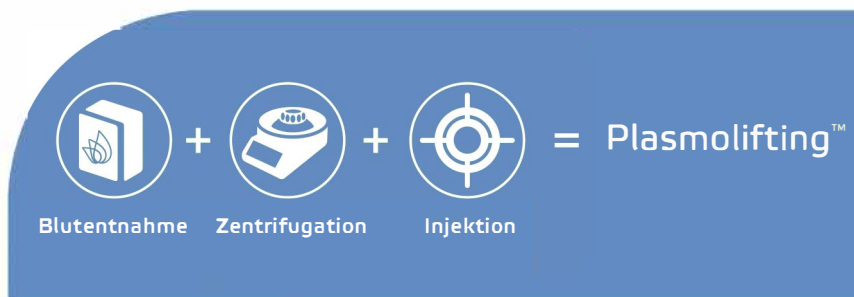 + + = Plasmolifting™
Blutentnahme Zentrifugation Injektion